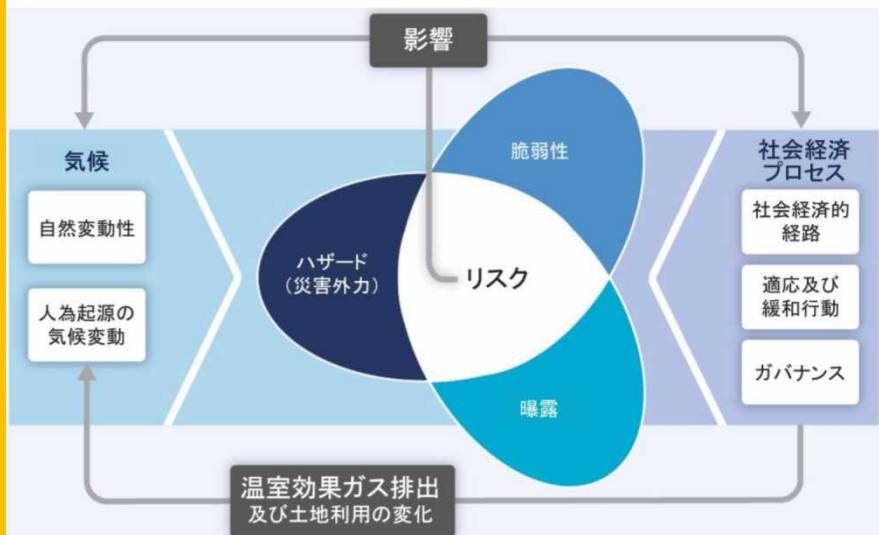 影響
気候
自然変動性
人為起源の
気候変動
ハザード
（災害外力）
脆弱性
リスク
曝露
社会経済
プロセス
社会経済的
経路
適応及び
緩和行動
ガバナンス
温室効果ガス排出
及び土地利用の変化